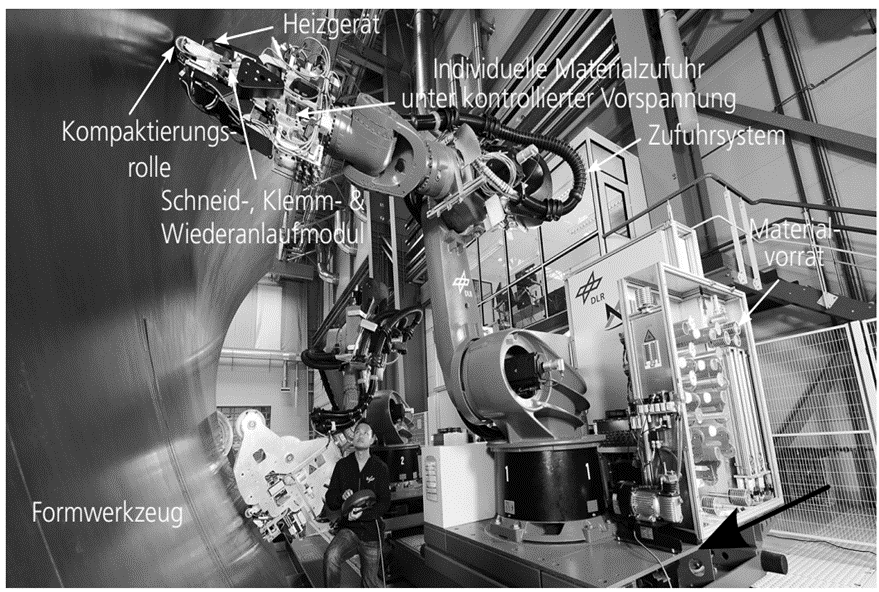 Heizgerät
Individuelle Materialzufuhr
unter kontrollierter Vorspannung
Kompaktierungs-
rolle
Zufuhrsystem
Schneid-, Klemm- &
Wiederanlaufmodul
Material-
vorrat
DLR
DLR
2
1
1
Formwerkzeug